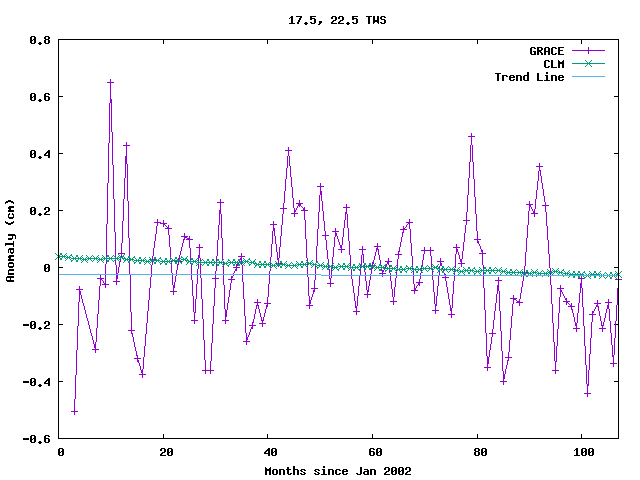 17.5, 22.5 TWS
GRACE
CLM
Trend Line
0.8
0.6
0.4
0.2
0
-0.2
-0.4
-0.6
Anomaly (cm)
0 20 40 60 80 100
Months since Jan 2002